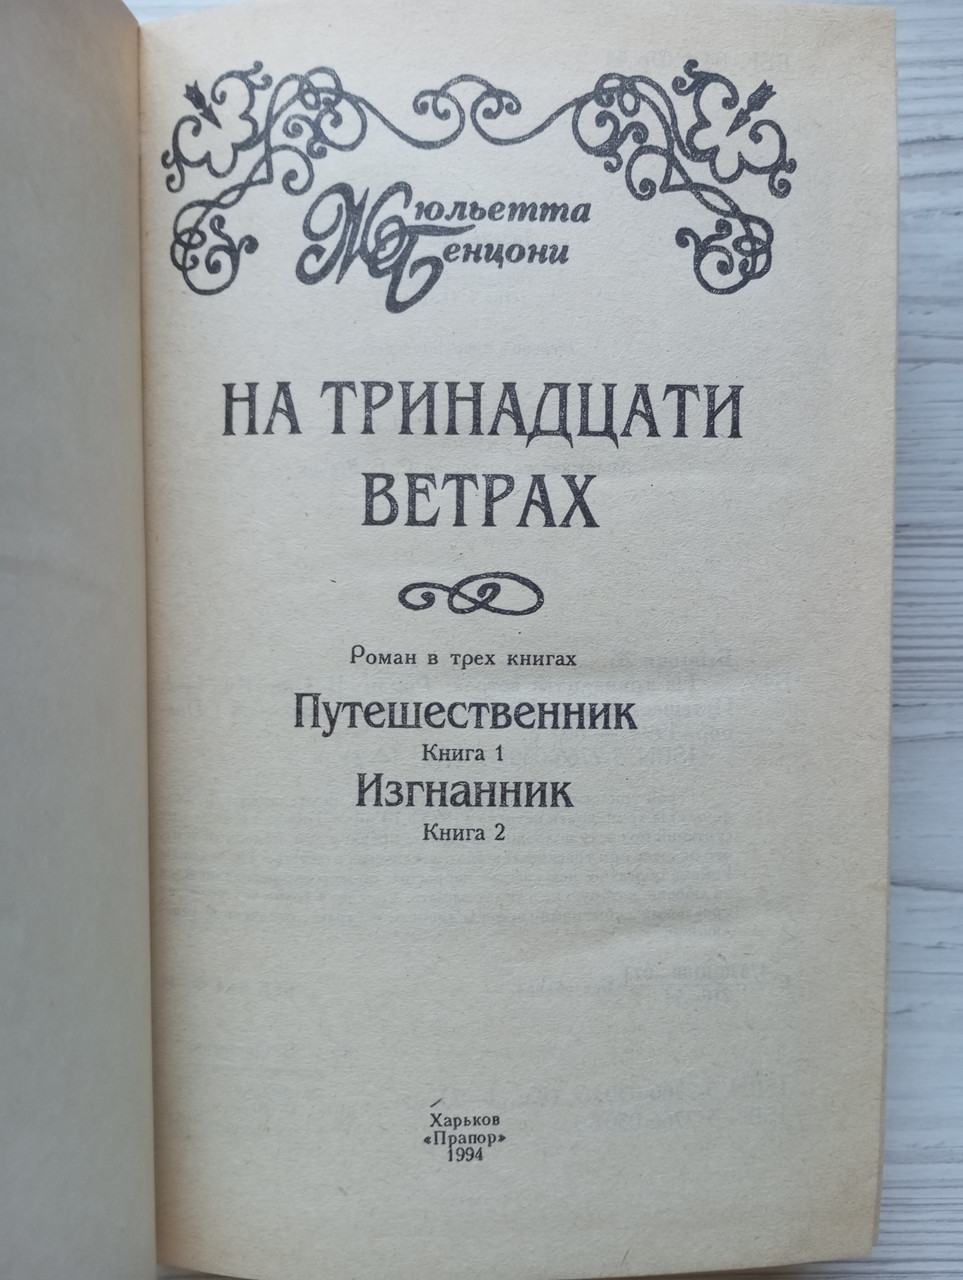 Жюльетта
Бенцони
НА ТРИНАДЦАТИ
ВЕТРАХ
Роман в трех книгах
Путешественник
Книга 1
Изгнанник
Книга 2
Харьков
«Прапор»
1994